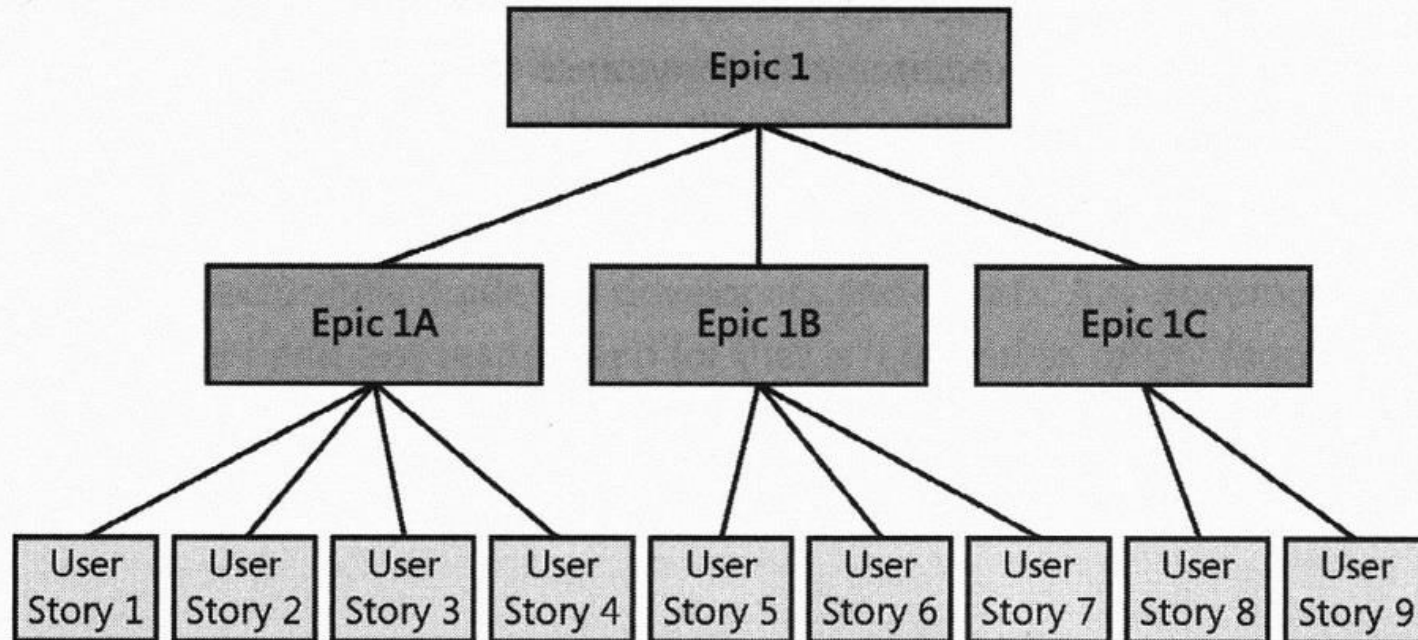 Epic 1
Epic 1A
Epic 1B
Epic 1C
User
Story 1
User
Story 2
User
Story 3
User
Story 4
User
Story 5
User
Story 6
User
Story 7
User
Story 8
User
Story 9